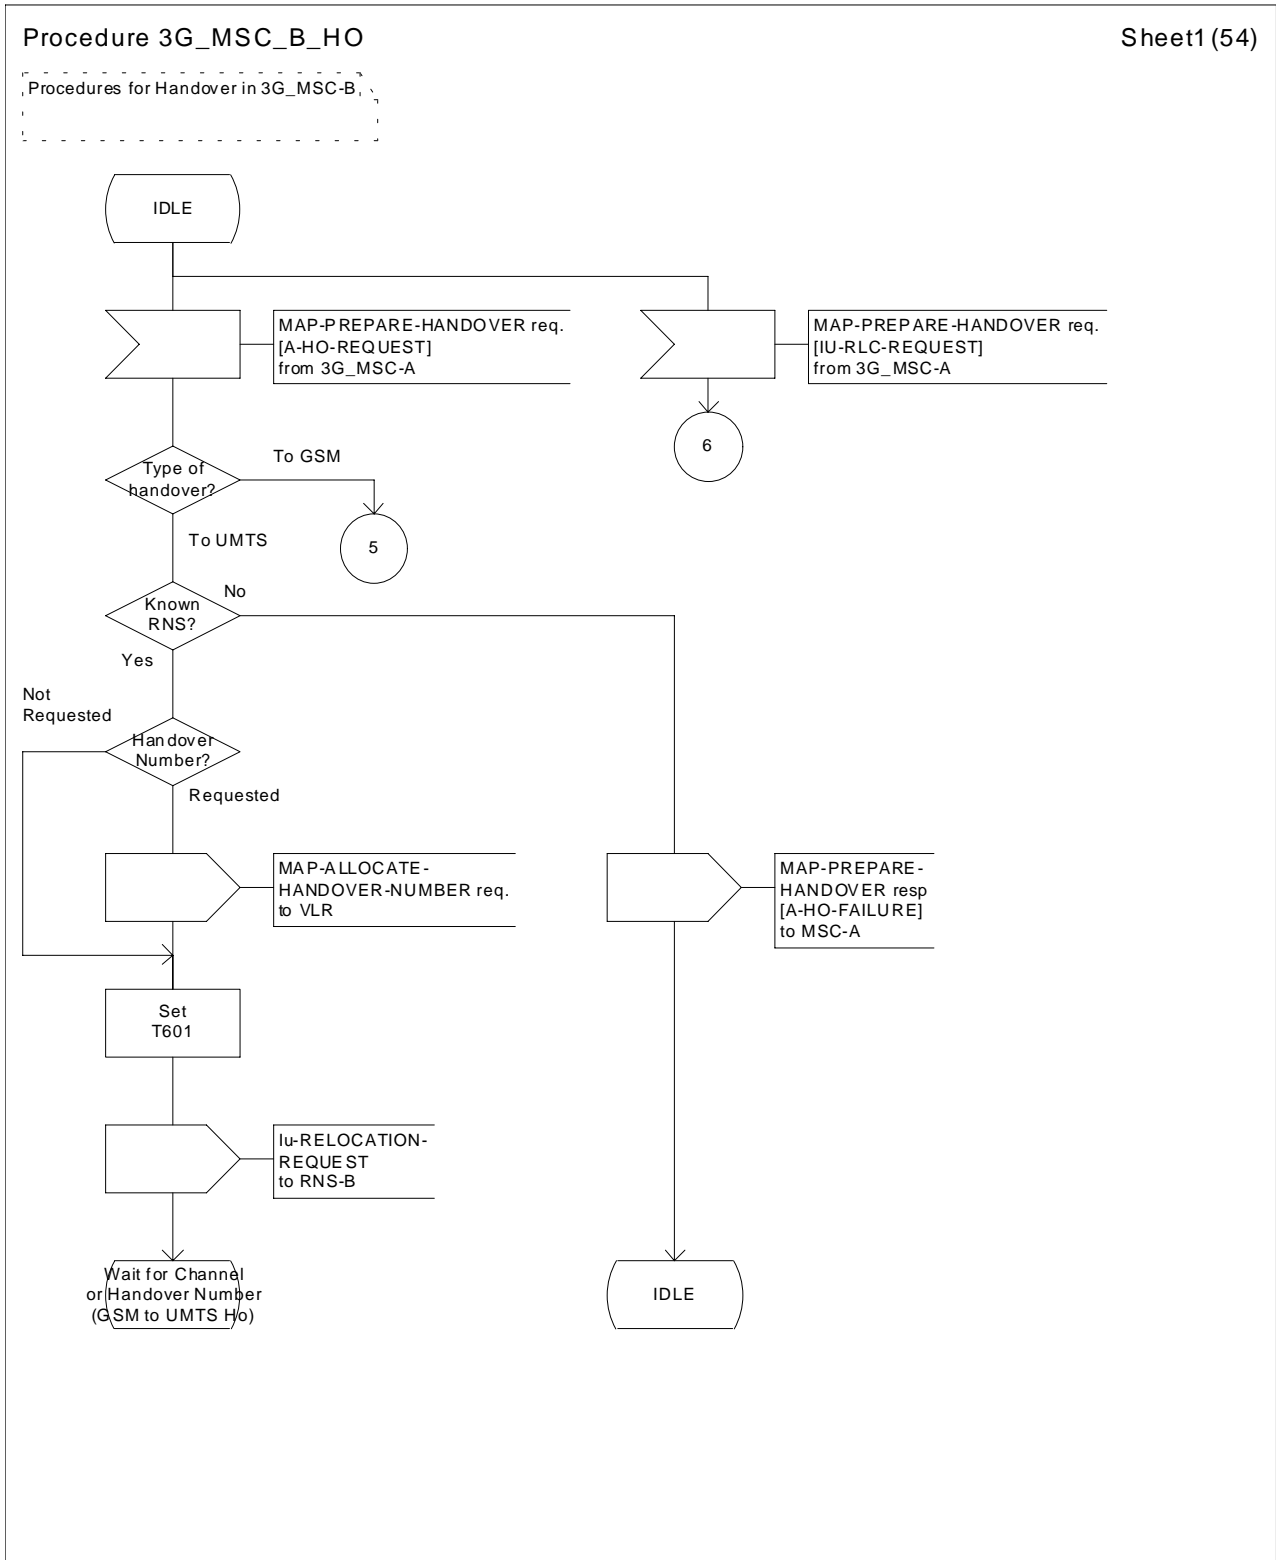 Procedure 3G_MSC_B_HO
Sheet1 (54)
Procedures for Handover in 3G_MSC-B
IDLE
MAP-PREPARE-HANDOVER req.
[A-HO-REQUEST]
from 3G_MSC-A
MAP-PREPARE-HANDOVER req.
[IU-RLC-REQUEST]
from 3G_MSC-A
6
Type of
handover?
To GSM
5
To UMTS
Known
RNS?
No
Yes
Not
Requested
Handover
Number?
Requested
MAP-ALLOCATE-
HANDOVER-NUMBER req.
to VLR
MAP-PREPARE-
HANDOVER resp
[A-HO-FAILURE]
to MSC-A
Set
T601
Iu-RELOCATION-
REQUEST
to RNS-B
Wait for Channel
or Handover Number
(GSM to UMTS Ho)
IDLE